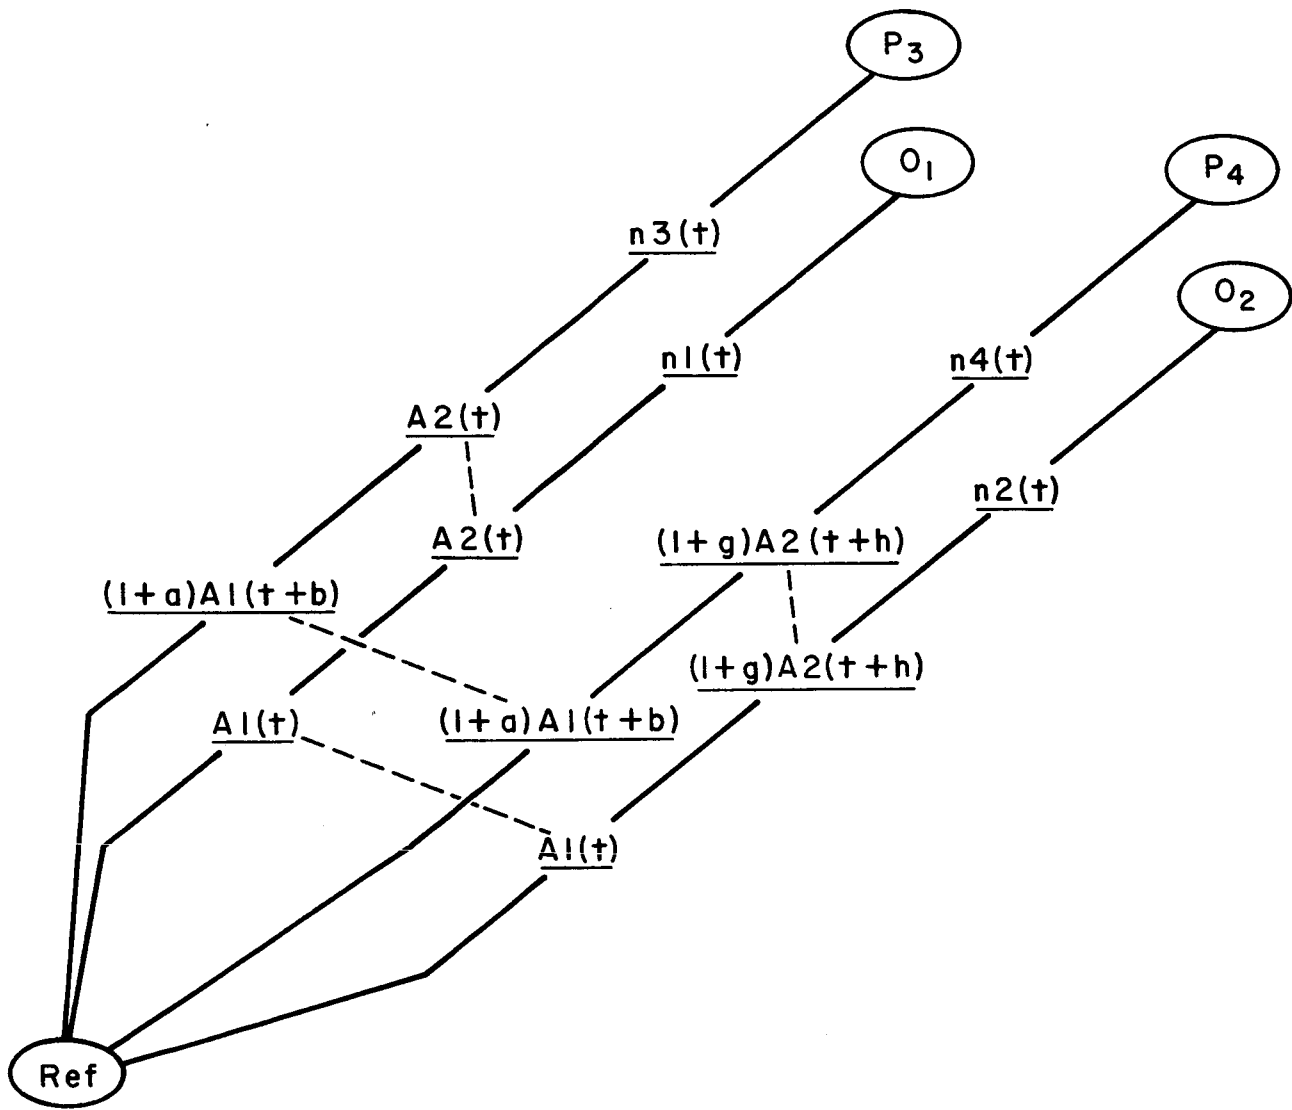 P3
O1
P4
n3(t)
O2
n1(t)
n4(t)
A2(t)
n2(t)
A2(t)
(1+g)A2(t+h)
(1+a)A1(t+b)
(1+g)A2(t+h)
A1(t)
(1+a)A1(t+b)
A1(t)
Ref